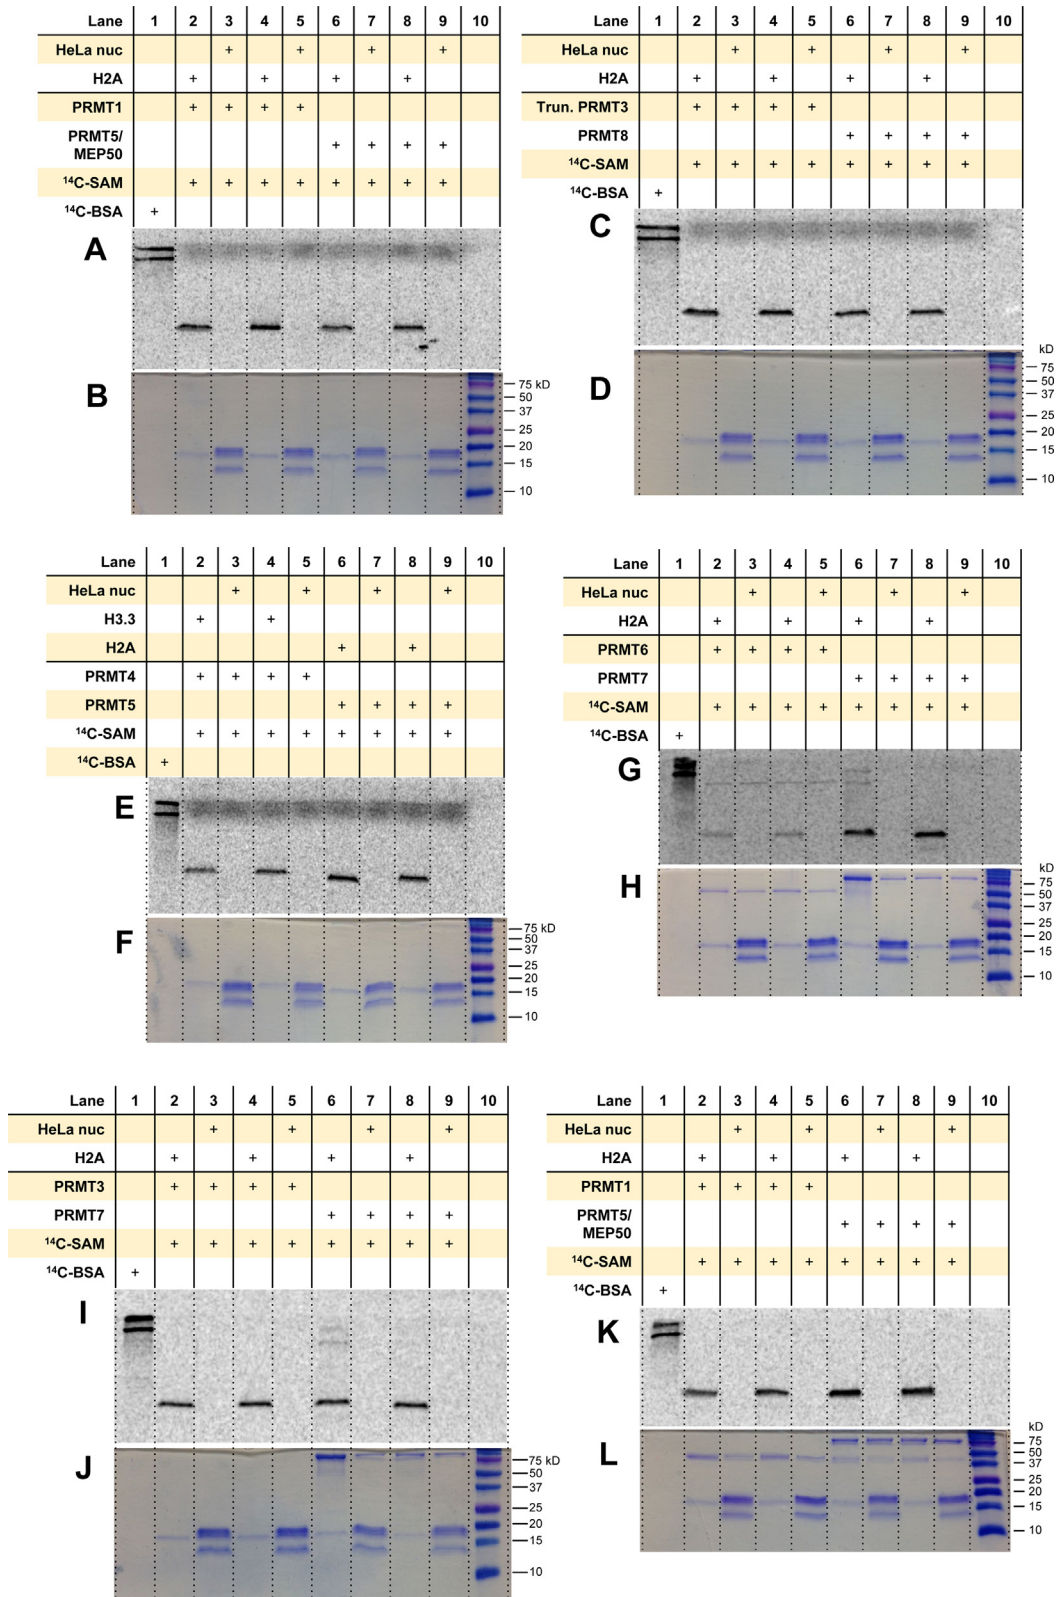 Lane 1 2 3 4 5 6 7 8 9 10
HeLa nuc + + + +
H2A + + + +
PRMT1 + + + +
PRMT5/
MEP50 + + + +
¹⁴C-SAM + + + + + + + +
¹⁴C-BSA +
A
B
75 kD
50
37
25
20
15
10
Lane 1 2 3 4 5 6 7 8 9 10
HeLa nuc + + + +
H2A + + + +
Trun. PRMT3 + + + +
PRMT8 + + + +
¹⁴C-SAM + + + + + + + +
¹⁴C-BSA +
C
D
kD
75
50
37
25
20
15
10
Lane 1 2 3 4 5 6 7 8 9 10
HeLa nuc + + + +
H3.3 + +
H2A + +
PRMT4 + + + +
PRMT5 + + + +
¹⁴C-SAM + + + + + + + +
¹⁴C-BSA +
E
F
75 kD
50
37
25
20
15
10
Lane 1 2 3 4 5 6 7 8 9 10
HeLa nuc + + + +
H2A + + + +
PRMT6 + + + +
PRMT7 + + + +
¹⁴C-SAM + + + + + + + +
¹⁴C-BSA +
G
H
kD
75
50
37
25
20
15
10
Lane 1 2 3 4 5 6 7 8 9 10
HeLa nuc + + + +
H2A + + + +
PRMT3 + + + +
PRMT7 + + + +
¹⁴C-SAM + + + + + + + +
¹⁴C-BSA +
I
J
75 kD
50
37
25
20
15
10
Lane 1 2 3 4 5 6 7 8 9 10
HeLa nuc + + + +
H2A + + + +
PRMT1 + + + +
PRMT5/
MEP50 + + + +
¹⁴C-SAM + + + + + + + +
¹⁴C-BSA +
K
L
kD
75
50
37
25
20
15
10